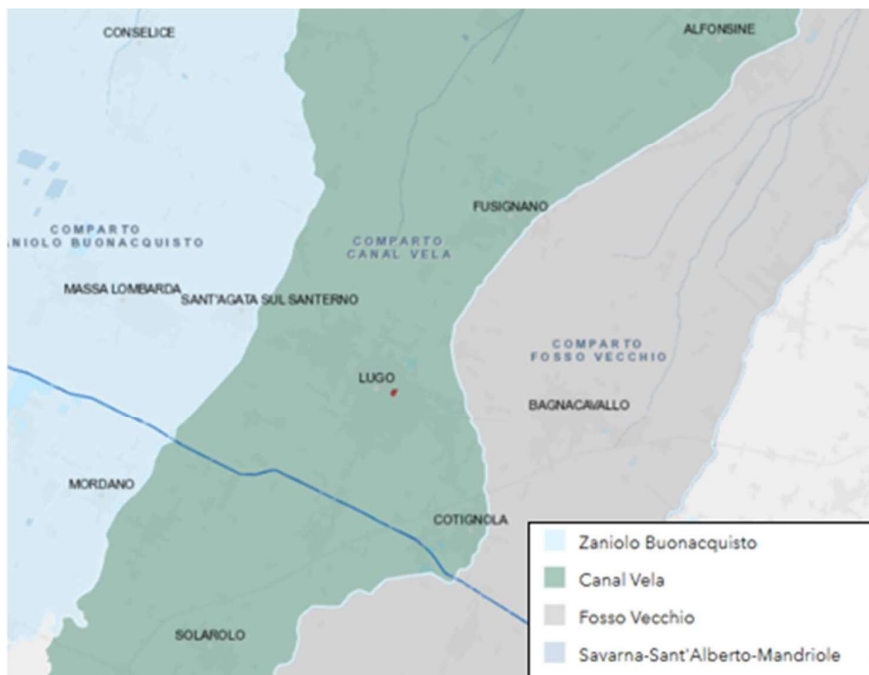 CONSELICE
ALFONSINE
FUSIGNANO
COMPARTO
ANIOLO BUONACQUISTO
COMPARTO
CANAL VELA
MASSA LOMBARDA
SANT'AGATA SUL SANTERNO
COMPARTO
FOSSO VECCHIO
LUGO
BAGNACAVALLO
MORDANO
COTIGNOLA
SOLAROLO
Zaniolo Buonacquisto
Canal Vela
Fosso Vecchio
Savarna-Sant'Alberto-Mandriole